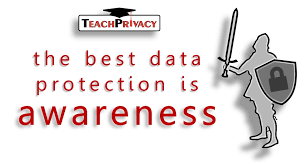 TEACHPRIVACY
the best data
protection is
awareness